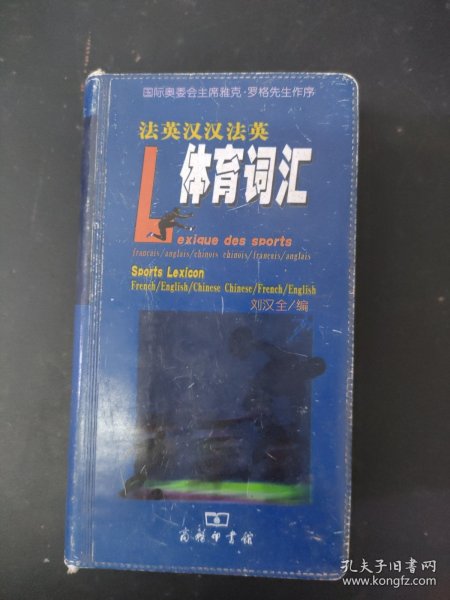 国际奥委会主席雅克·罗格先生作序
法英汉汉法英
体育词汇
Lexique des sports
français/anglais/chinois chinois/français/anglais
Sports Lexicon
French/English/Chinese Chinese/French/English
刘汉全/编
商务印书馆
孔夫子旧书网
www.kongfz.com